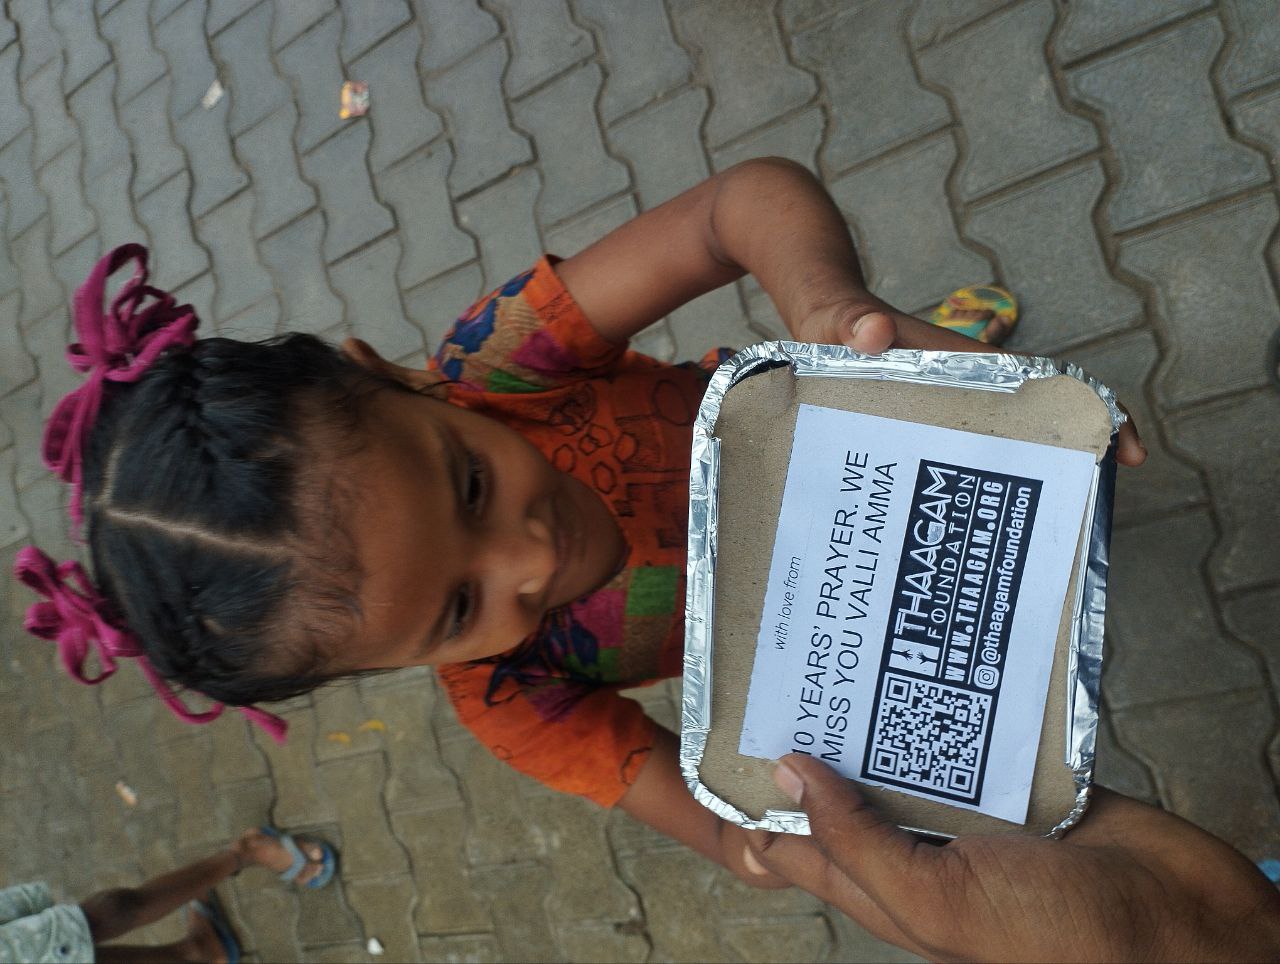 with love from
10 YEARS' PRAYER. WE
MISS YOU VALLI AMMA
THAAGAM
FOUNDATION
WWW.THAAGAM.ORG
@thaagamfoundation